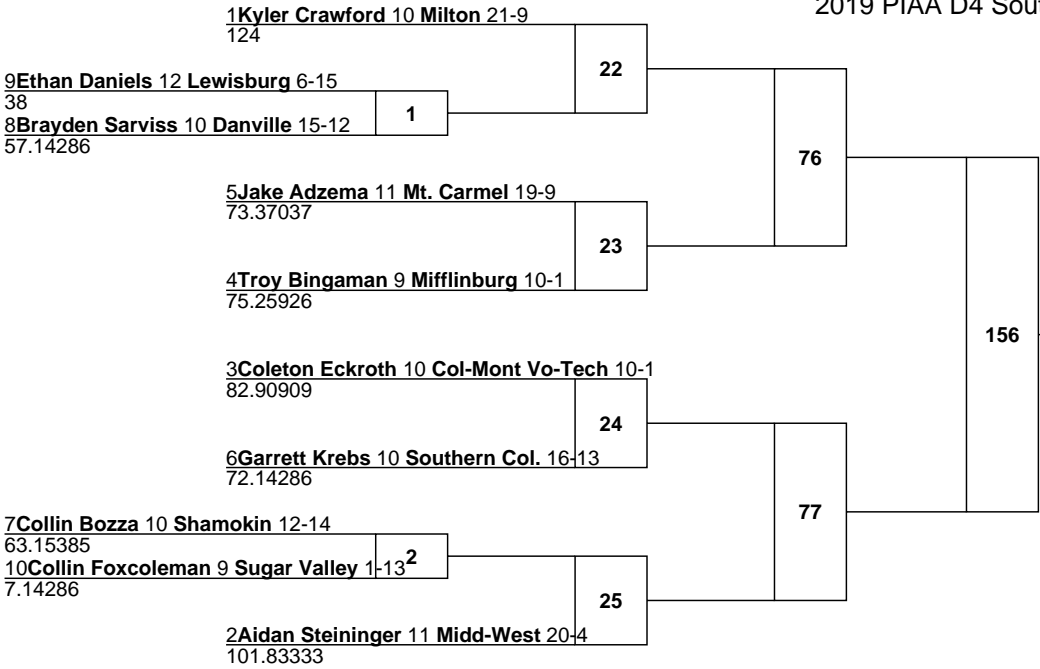 2019 PIAA D4 Sout
1Kyler Crawford 10 Milton 21-9
124
22
9Ethan Daniels 12 Lewisburg 6-15
38
1
8Brayden Sarviss 10 Danville 15-12
57.14286
76
5Jake Adzema 11 Mt. Carmel 19-9
73.37037
23
4Troy Bingaman 9 Mifflinburg 10-1
75.25926
156
3Coleton Eckroth 10 Col-Mont Vo-Tech 10-1
82.90909
24
6Garrett Krebs 10 Southern Col. 16-13
72.14286
77
7Collin Bozza 10 Shamokin 12-14
63.15385
2
10Collin Foxcoleman 9 Sugar Valley 1-13
7.14286
25
2Aidan Steininger 11 Midd-West 20-4
101.83333